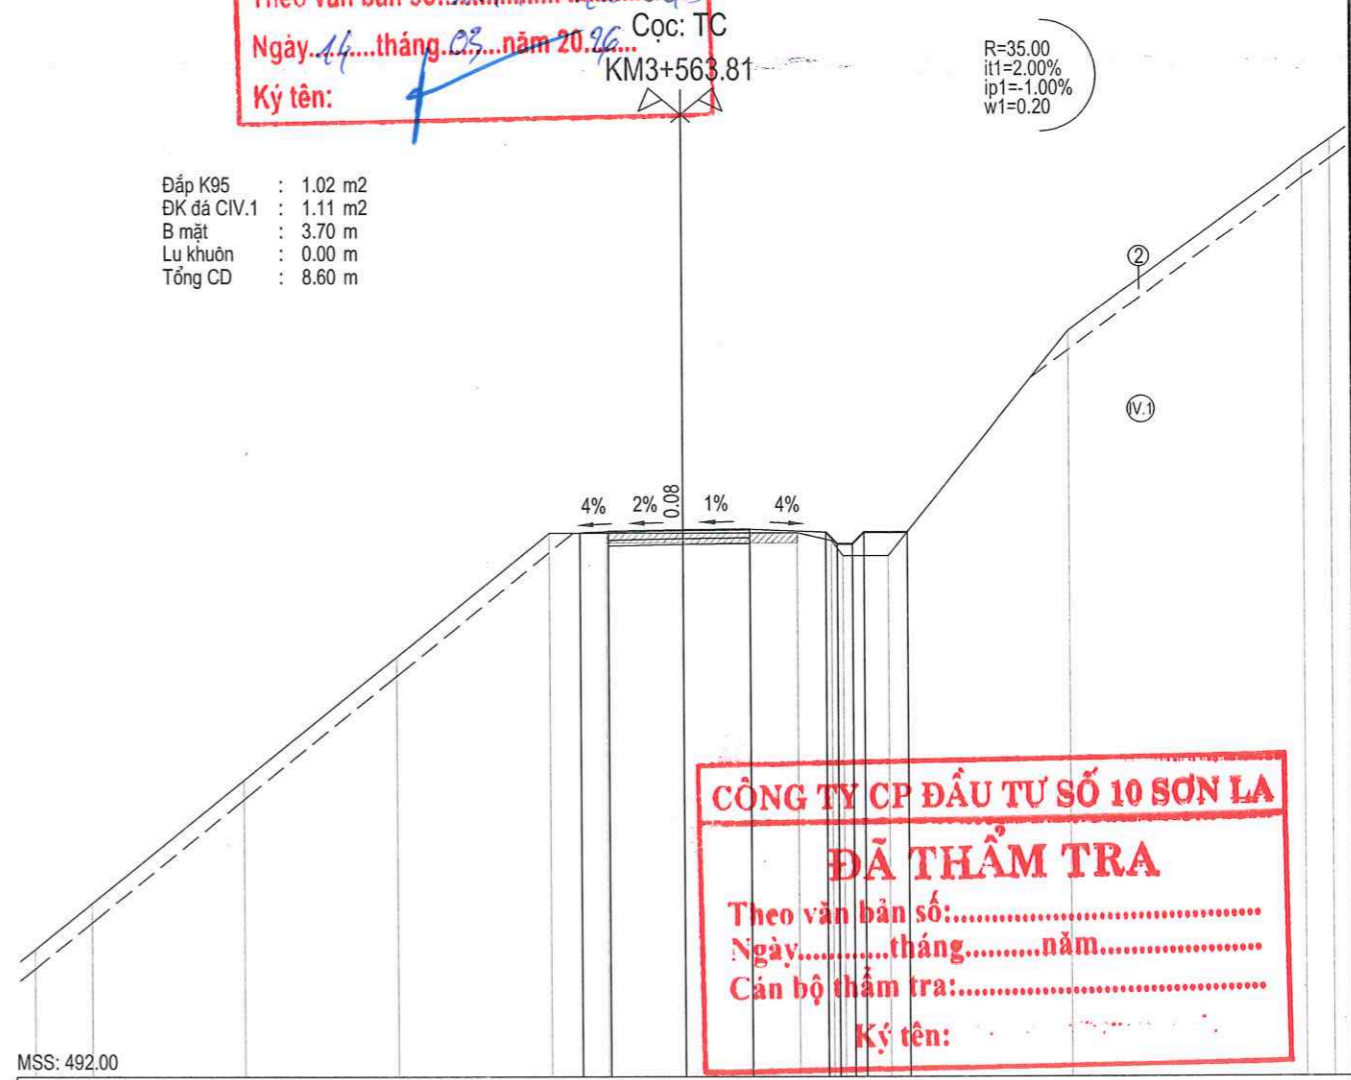 Theo văn bản số
Cọc: TC
Ngày..14....tháng.03....năm 20.26...
KM3+563.81
Ký tên:
R=35.00
it1=2.00%
ip1=-1.00%
w1=0.20
Đắp K95 : 1.02 m2
ĐK đá CIV.1 : 1.11 m2
B mặt : 3.70 m
Lu khuôn : 0.00 m
Tổng CD : 8.60 m
2
IV.1
4% 2% 0.08 1% 4%
CÔNG TY CP ĐẦU TƯ SỐ 10 SƠN LA
ĐÃ THẨM TRA
Theo văn bản số:
Ngày...........tháng..........năm
Cán bộ thẩm tra:
Ký tên:
MSS: 492.00